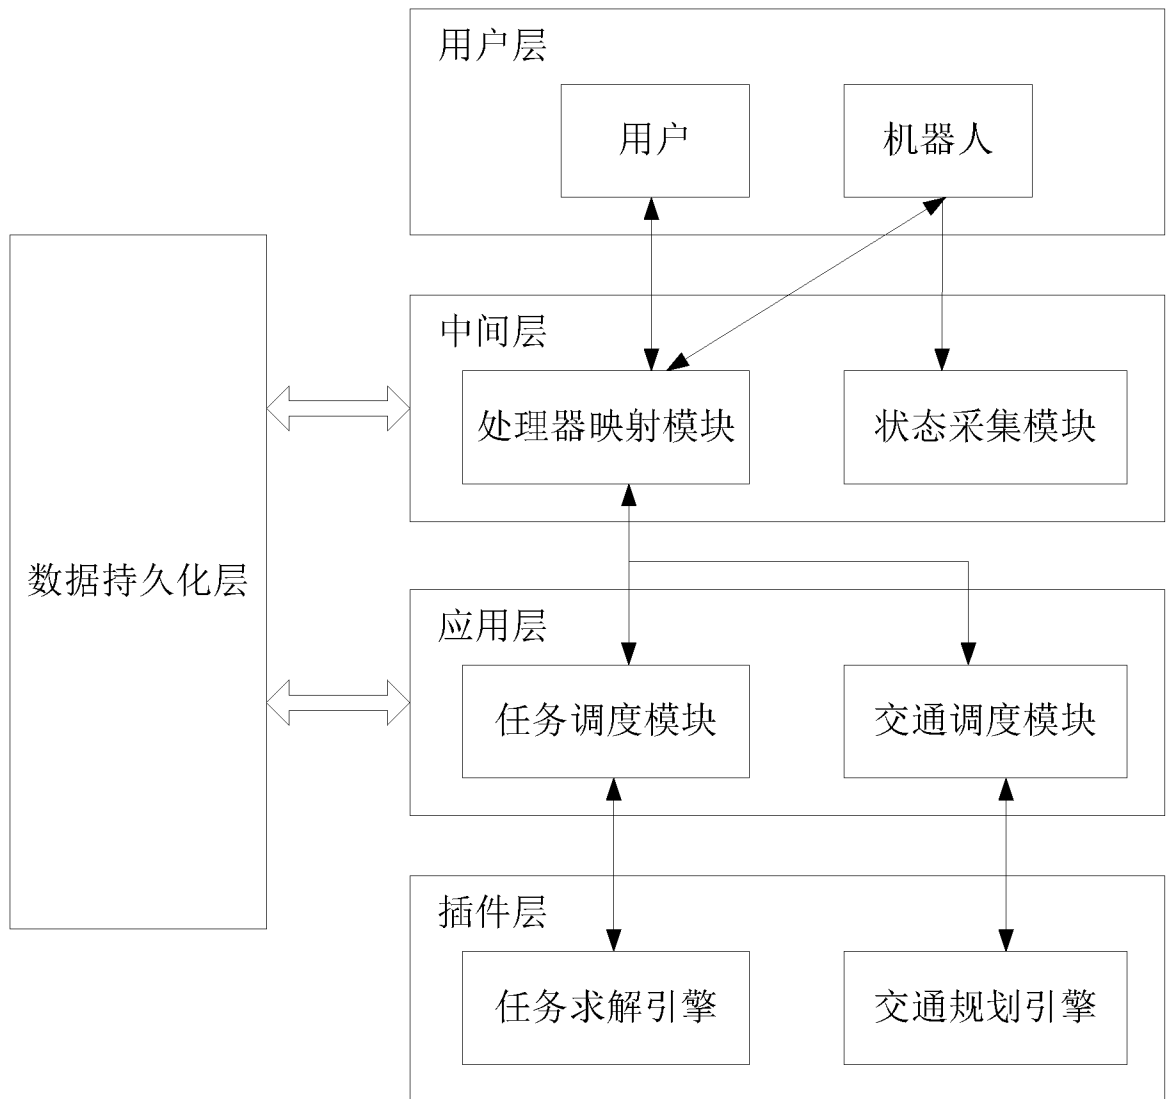 用户层
用户
机器人
中间层
处理器映射模块
状态采集模块
数据持久化层
应用层
任务调度模块
交通调度模块
插件层
任务求解引擎
交通规划引擎